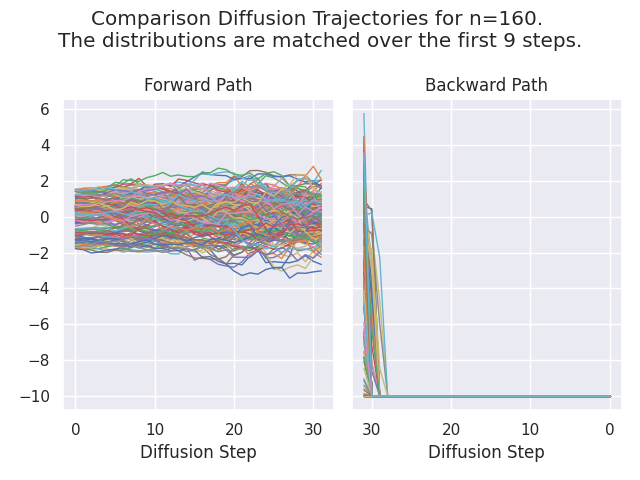 Comparison Diffusion Trajectories for n=160.
The distributions are matched over the first 9 steps.
Forward Path
Backward Path
6
4
2
0
−2
−4
−6
−8
−10
0 10 20 30
30 20 10 0
Diffusion Step
Diffusion Step